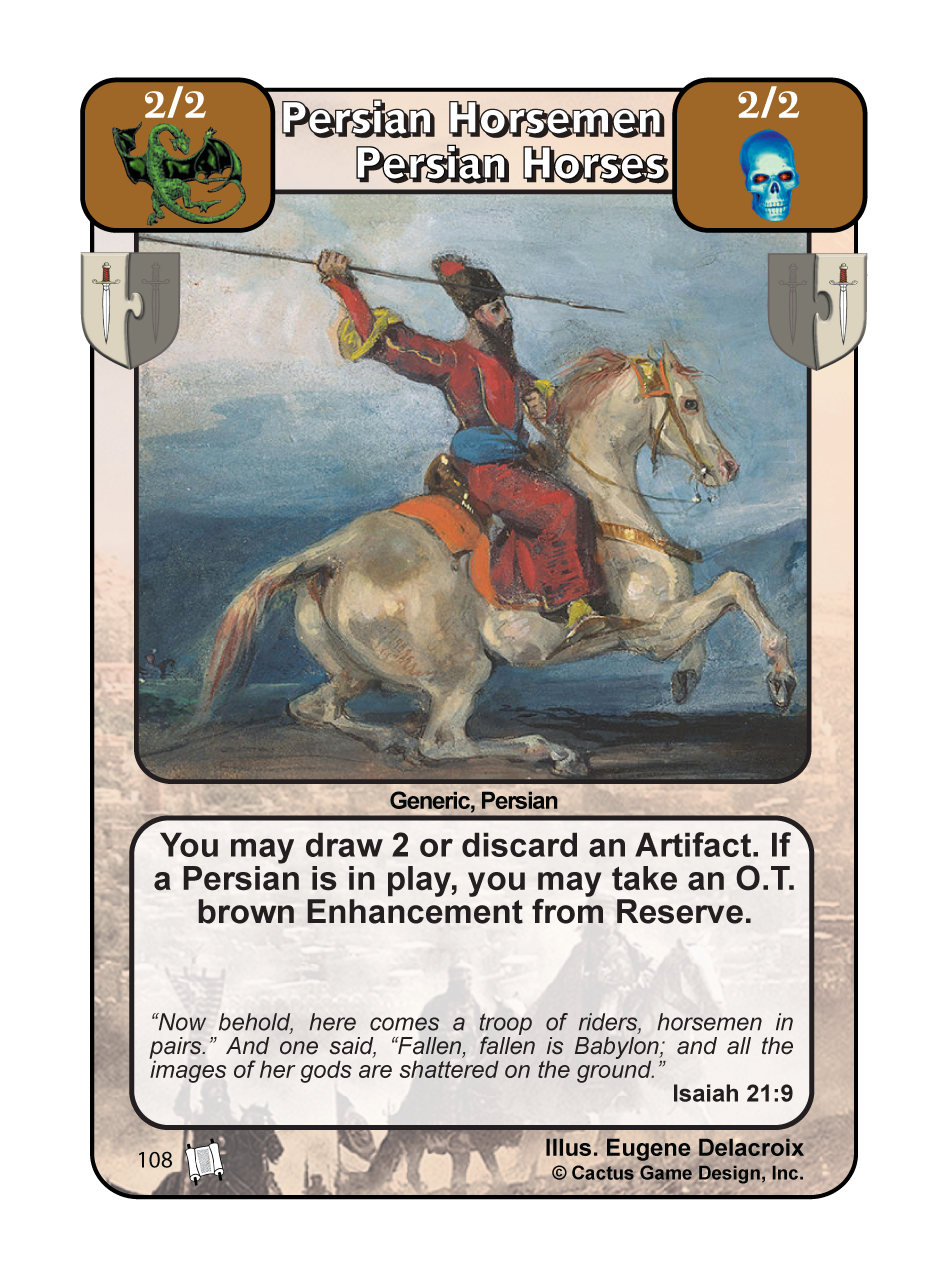 2/2
Persian Horsemen
2/2
Persian Horses
Generic, Persian
You may draw 2 or discard an Artifact. If
a Persian is in play, you may take an O.T.
brown Enhancement from Reserve.
“Now behold, here comes a troop of riders, horsemen in
pairs.” And one said, “Fallen, fallen is Babylon; and all the
images of her gods are shattered on the ground.”
Isaiah 21:9
108
Illus. Eugene Delacroix
© Cactus Game Design, Inc.